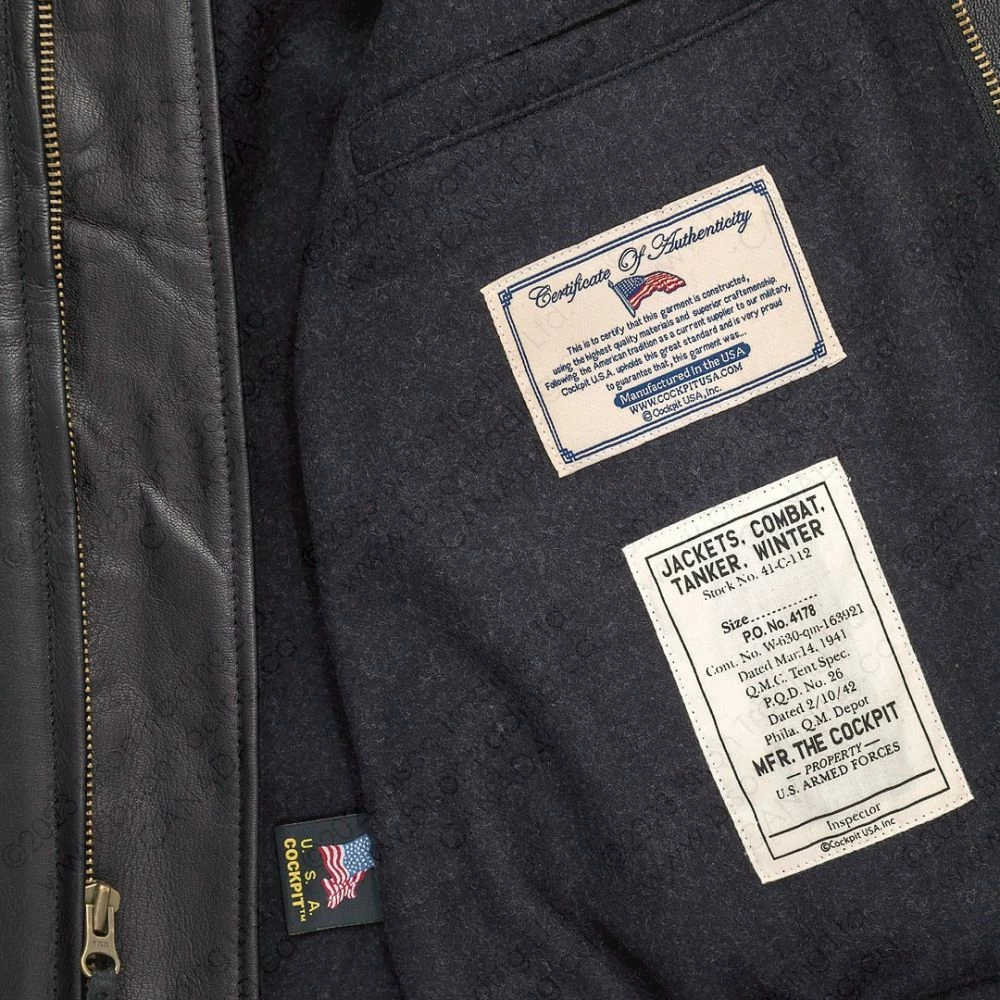 Certificate Of Authenticity
This is to certify that this garment is constructed,
using the highest quality materials and superior craftsmenship
Following the American tradition as a current supplier to our military,
Cockpit U.S.A. upholds this great standard and is very proud
to guarantee that, this garment was...
Manufactured in the USA
WWW.COCKPITUSA.COM
©Cockpit USA, Inc.
JACKETS, COMBAT,
TANKER, WINTER
Stock No. 41-C-112
Size..............
P.O. No. 4178
Cont. No. W-630-qm-163921
Dated Mar.14, 1941
Q.M.C. Tent Spec.
P.Q.D. No. 26
Dated 2/10/42
Phila. Q.M. Depot
MFR. THE COCKPIT
— PROPERTY —
U.S. ARMED FORCES
Inspector
©Cockpit USA, Inc
U. S. A.
COCKPIT™
YKK